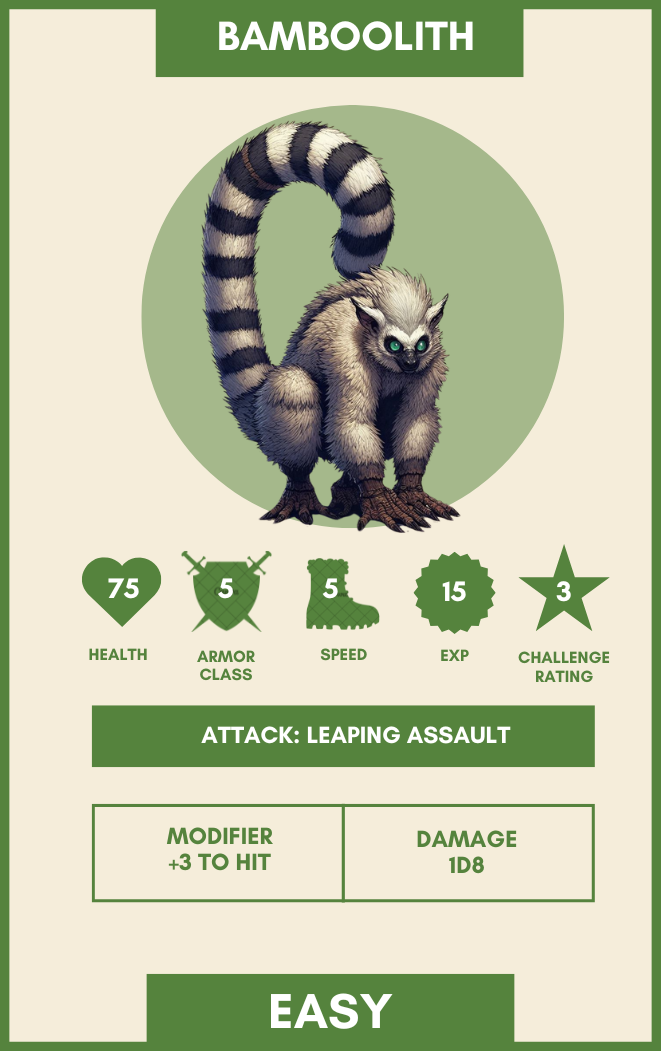 BAMBOOLITH
75
5
5
15
3
HEALTH
ARMOR
CLASS
SPEED
EXP
CHALLENGE
RATING
ATTACK: LEAPING ASSAULT
MODIFIER
+3 TO HIT
DAMAGE
1D8
EASY